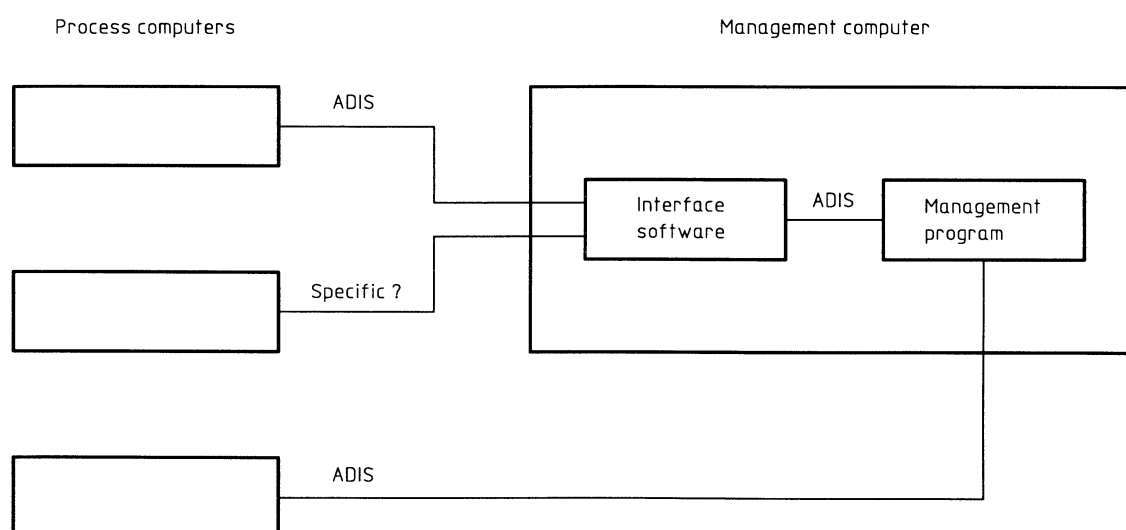 Process computers
Management computer
ADIS
Interface
software
ADIS
Management
program
Specific ?
ADIS